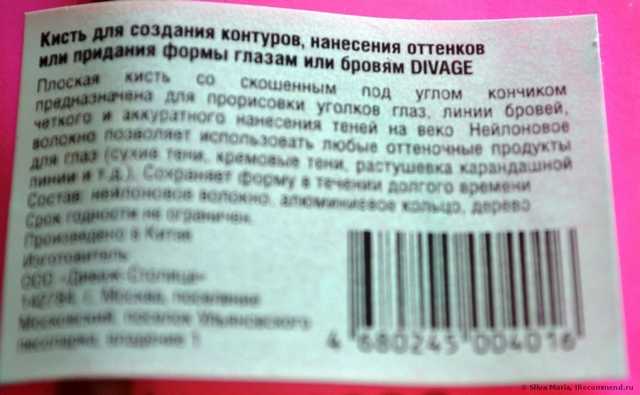 Кисть для создания контуров, нанесения оттенков
или придания формы глазам или бровям DIVAGE
Плоская кисть со скошенным под углом кончиком
предназначена для прорисовки уголков глаз, линии бровей,
четкого и аккуратного нанесения теней на веко Нейлоновое
волокно позволяет использовать любые оттеночные продукты
для глаз (сухие тени, кремовые тени, растушевка карандашной
линии и т.д.). Сохраняет форму в течении долгого времени
Состав: нейлоновое волокно, алюминиевое кольцо, дерево
Срок годности не ограничен.
Произведено в Китае
Изготовитель:
ООО «Диваж-Столица»
г. Москва, поселение
Московский, поселок Ульяновского
лесопарка, владение 1
4 680245 004016
© Silva Maria, IRecommend.ru